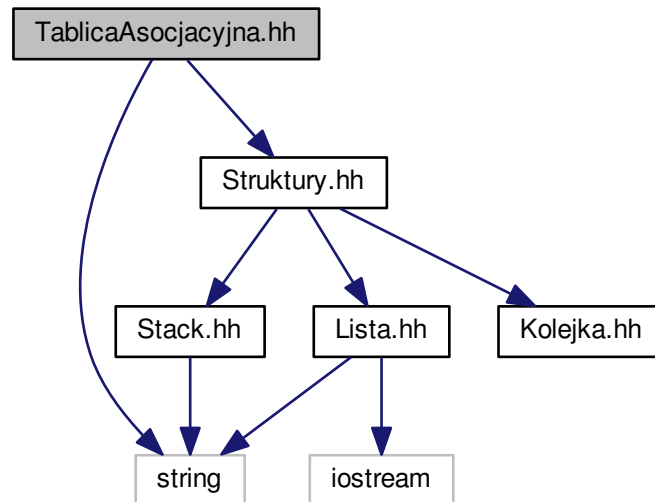 TablicaAsocjacyjna.hh
Struktury.hh
Stack.hh
Lista.hh
Kolejka.hh
string
iostream